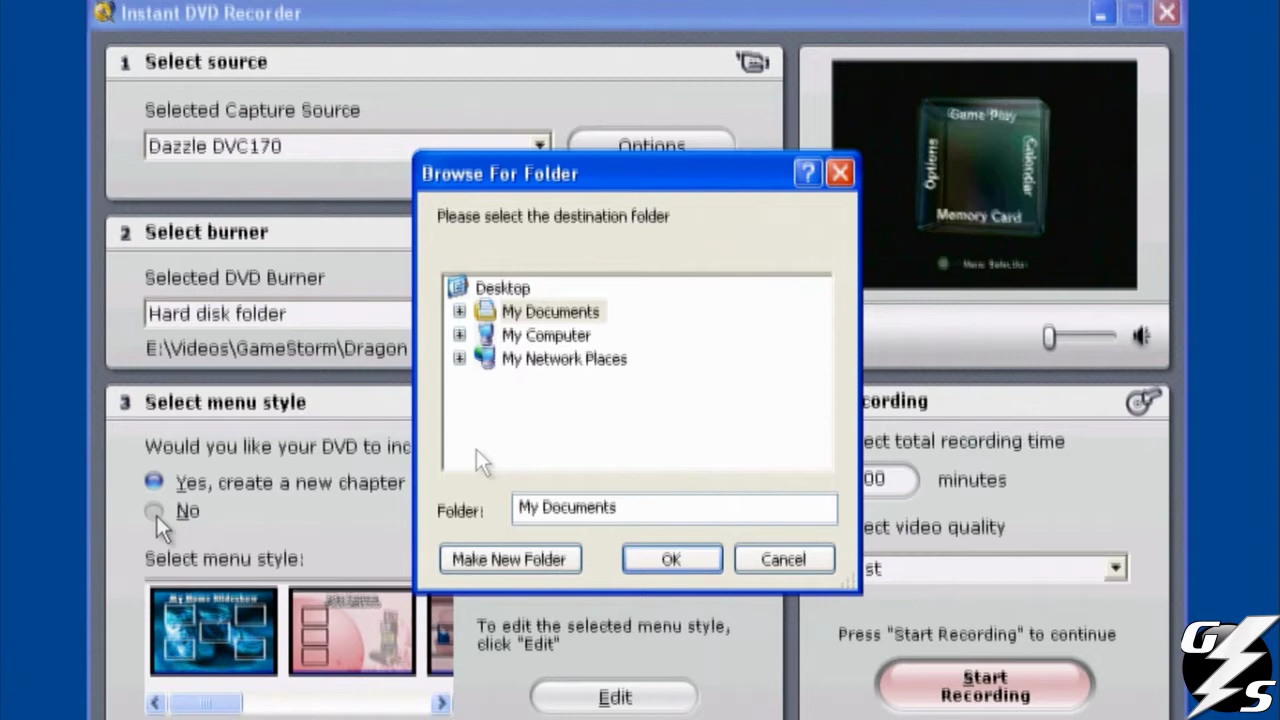 Instant DVD Recorder
1 Select source
Selected Capture Source
Dazzle DVC170
Options
Game Play
Options
Calendar
Memory Card
2 Select burner
Selected DVD Burner
Hard disk folder
E:\Videos\GameStorm\Dragon
Browse For Folder
Please select the destination folder
Desktop
My Documents
My Computer
My Network Places
Folder: My Documents
Make New Folder OK Cancel
3 Select menu style
Would you like your DVD to inc
Yes, create a new chapter
No
Select menu style:
My Home Slideshow
To edit the selected menu style,
click "Edit"
Edit
cording
ect total recording time
00 minutes
ect video quality
st
Press "Start Recording" to continue
Start
Recording
G
S